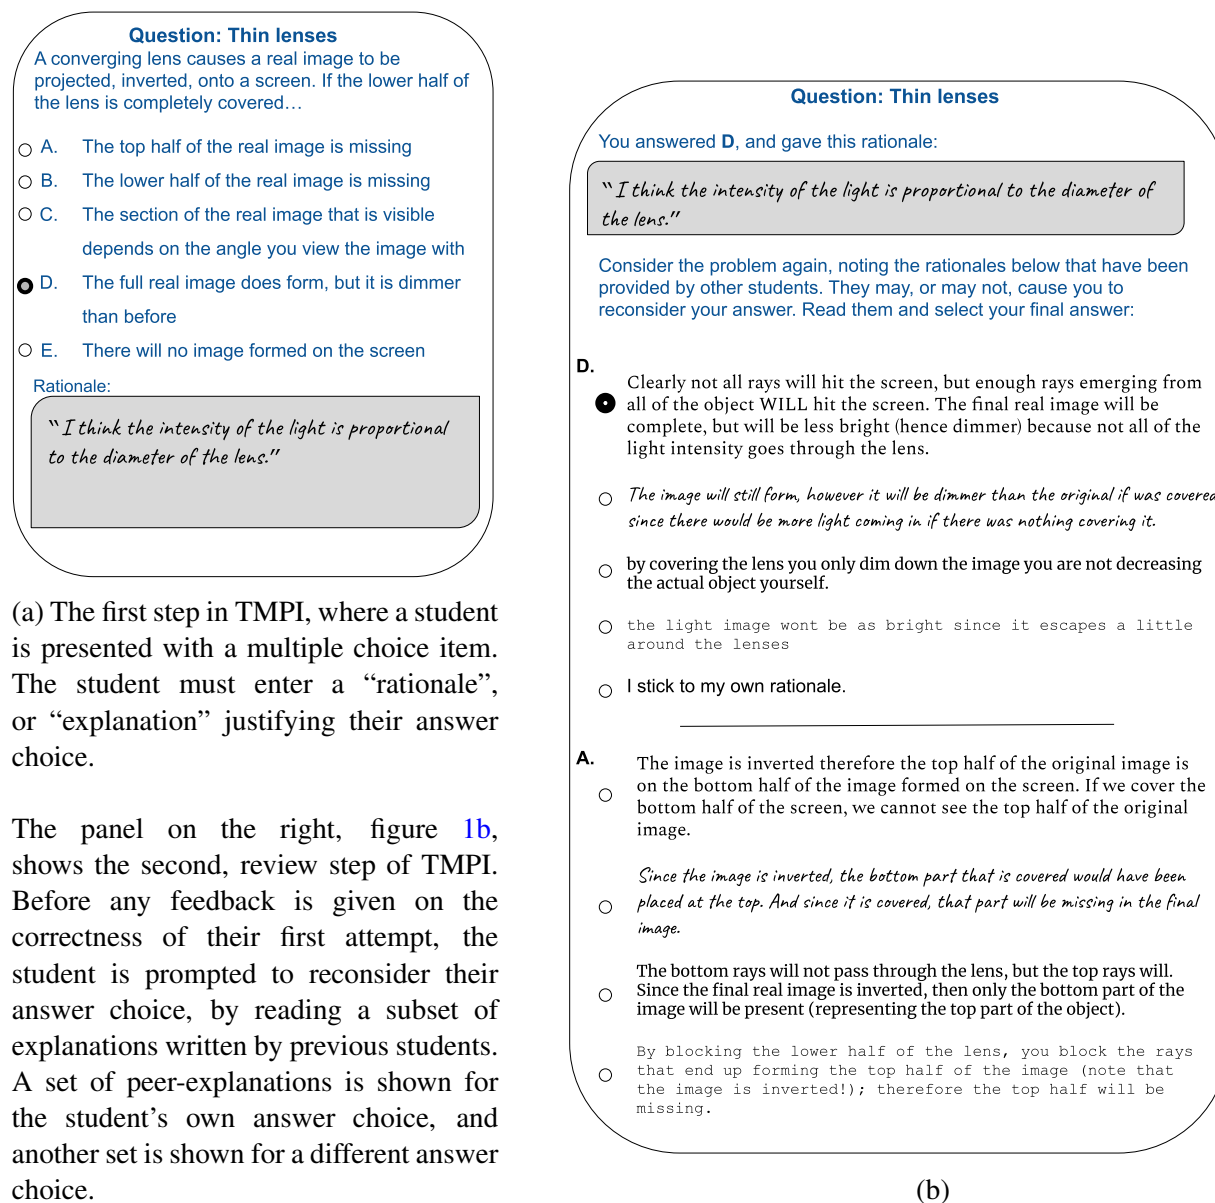 Question: Thin lenses
A converging lens causes a real image to be
projected, inverted, onto a screen. If the lower half of
the lens is completely covered…
A. The top half of the real image is missing
B. The lower half of the real image is missing
C. The section of the real image that is visible
depends on the angle you view the image with
D. The full real image does form, but it is dimmer
than before
E. There will no image formed on the screen
Rationale:
“I think the intensity of the light is proportional
to the diameter of the lens.”
(a) The first step in TMPI, where a student
is presented with a multiple choice item.
The student must enter a “rationale”,
or “explanation” justifying their answer
choice.
The panel on the right, figure 1b,
shows the second, review step of TMPI.
Before any feedback is given on the
correctness of their first attempt, the
student is prompted to reconsider their
answer choice, by reading a subset of
explanations written by previous students.
A set of peer-explanations is shown for
the student’s own answer choice, and
another set is shown for a different answer
choice.
Question: Thin lenses
You answered D, and gave this rationale:
“I think the intensity of the light is proportional to the diameter of
the lens.”
Consider the problem again, noting the rationales below that have been
provided by other students. They may, or may not, cause you to
reconsider your answer. Read them and select your final answer:
D.
Clearly not all rays will hit the screen, but enough rays emerging from
all of the object WILL hit the screen. The final real image will be
complete, but will be less bright (hence dimmer) because not all of the
light intensity goes through the lens.
The image will still form, however it will be dimmer than the original if was covered
since there would be more light coming in if there was nothing covering it.
by covering the lens you only dim down the image you are not decreasing
the actual object yourself.
the light image wont be as bright since it escapes a little
around the lenses
I stick to my own rationale.
A.
The image is inverted therefore the top half of the original image is
on the bottom half of the image formed on the screen. If we cover the
bottom half of the screen, we cannot see the top half of the original
image.
Since the image is inverted, the bottom part that is covered would have been
placed at the top. And since it is covered, that part will be missing in the final
image.
The bottom rays will not pass through the lens, but the top rays will.
Since the final real image is inverted, then only the bottom part of the
image will be present (representing the top part of the object).
By blocking the lower half of the lens, you block the rays
that end up forming the top half of the image (note that
the image is inverted!); therefore the top half will be
missing.
(b)